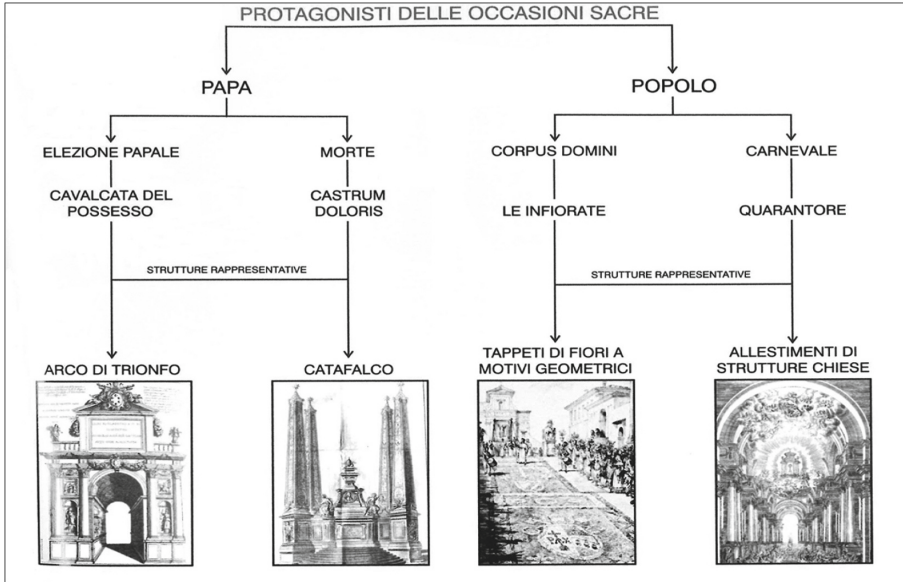 PROTAGONISTI DELLE OCCASIONI SACRE
PAPA
POPOLO
ELEZIONE PAPALE
MORTE
CORPUS DOMINI
CARNEVALE
CAVALCATA DEL
POSSESSO
CASTRUM
DOLORIS
LE INFIORATE
QUARANTORE
STRUTTURE RAPPRESENTATIVE
STRUTTURE RAPPRESENTATIVE
ARCO DI TRIONFO
CATAFALCO
TAPPETI DI FIORI A
MOTIVI GEOMETRICI
ALLESTIMENTI DI
STRUTTURE CHIESE